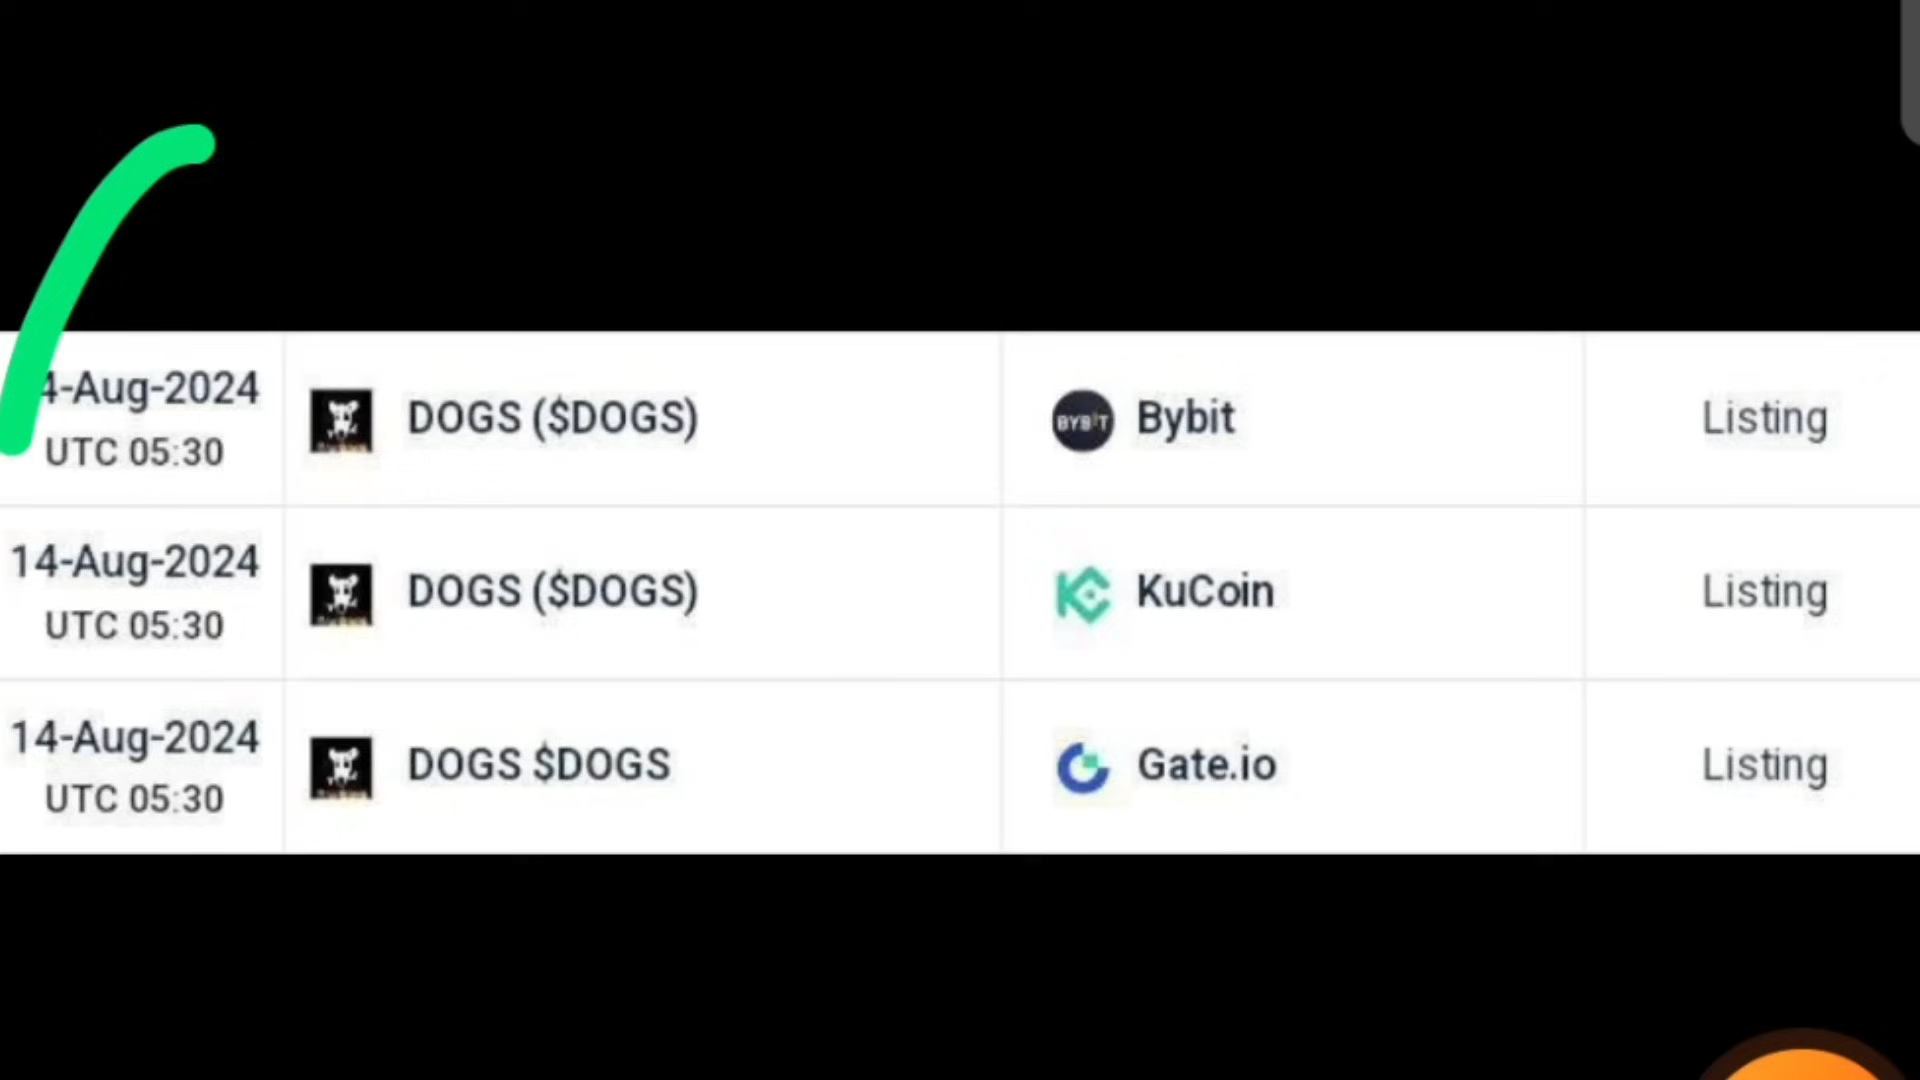 4-Aug-2024
UTC 05:30
DOGS ($DOGS)
BYBIT
Bybit
Listing
14-Aug-2024
UTC 05:30
DOGS ($DOGS)
KuCoin
Listing
14-Aug-2024
UTC 05:30
DOGS $DOGS
Gate.io
Listing